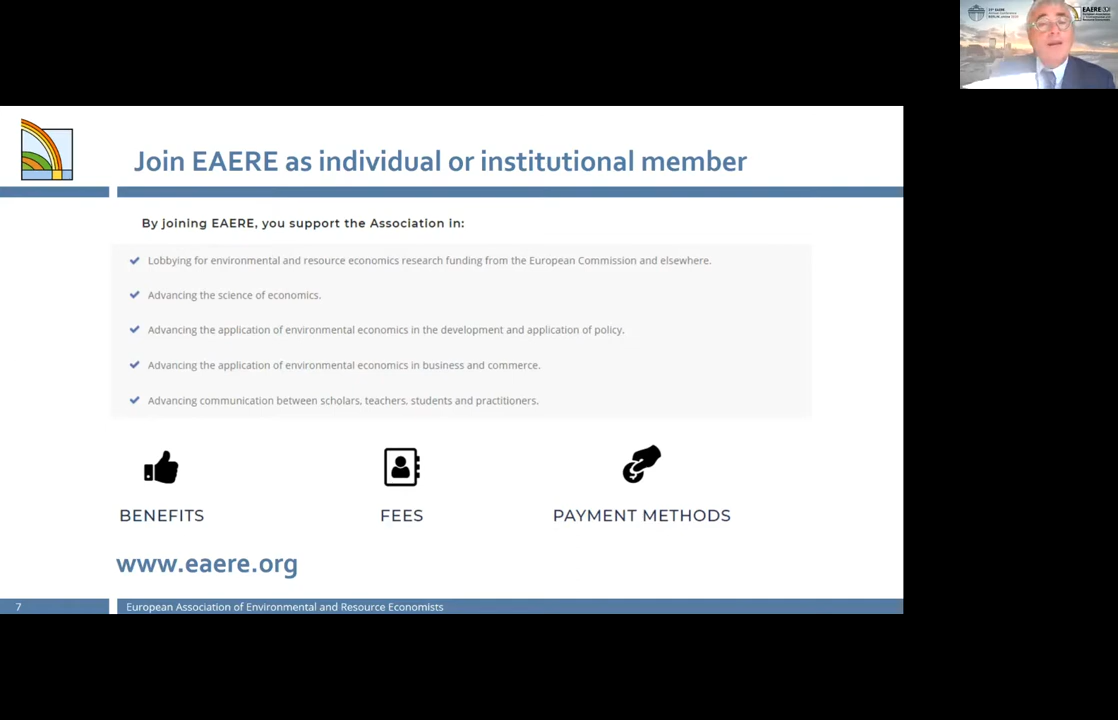 EAERE
Join EAERE as individual or institutional member
By joining EAERE, you support the Association in:
Lobbying for environmental and resource economics research funding from the European Commission and elsewhere.
Advancing the science of economics.
Advancing the application of environmental economics in the development and application of policy.
Advancing the application of environmental economics in business and commerce.
Advancing communication between scholars, teachers, students and practitioners.
BENEFITS
FEES
PAYMENT METHODS
www.eaere.org
7
European Association of Environmental and Resource Economists